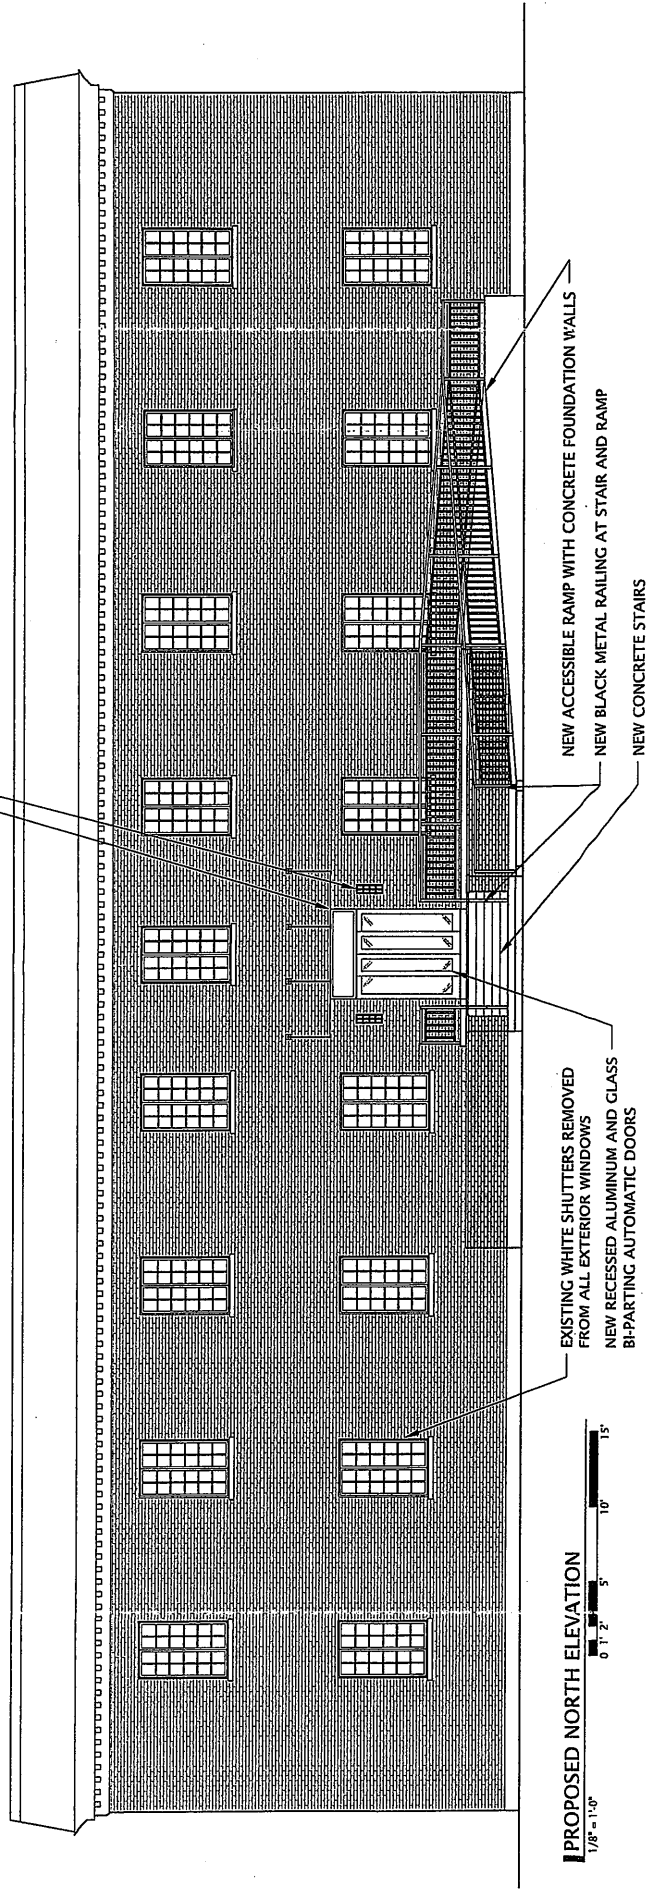 EXISTING WHITE SHUTTERS REMOVED
FROM ALL EXTERIOR WINDOWS
NEW RECESSED ALUMINUM AND GLASS
BI-PARTING AUTOMATIC DOORS
NEW ACCESSIBLE RAMP WITH CONCRETE FOUNDATION WALLS
NEW BLACK METAL RAILING AT STAIR AND RAMP
NEW CONCRETE STAIRS
PROPOSED NORTH ELEVATION
1/8" = 1'-0"
0 1' 2' 5' 10' 15'